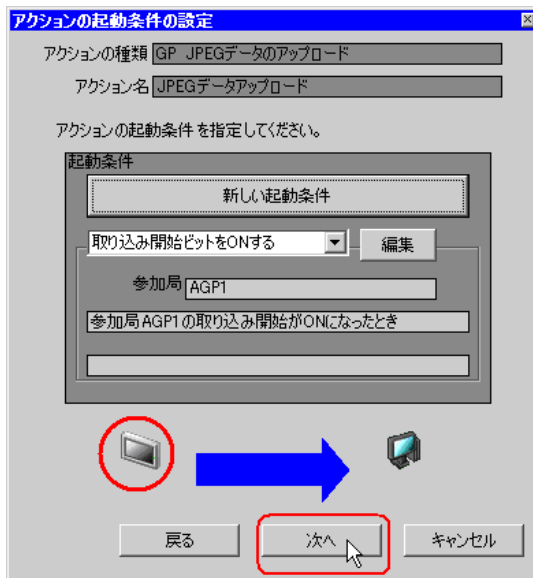 アクションの起動条件の設定
アクションの種類 GP JPEGデータのアップロード
アクション名 JPEGデータアップロード
アクションの起動条件を指定してください。
起動条件
新しい起動条件
取り込み開始ビットをONする 編集
参加局 AGP1
参加局AGP1の取り込み開始がONになったとき
戻る 次へ キャンセル